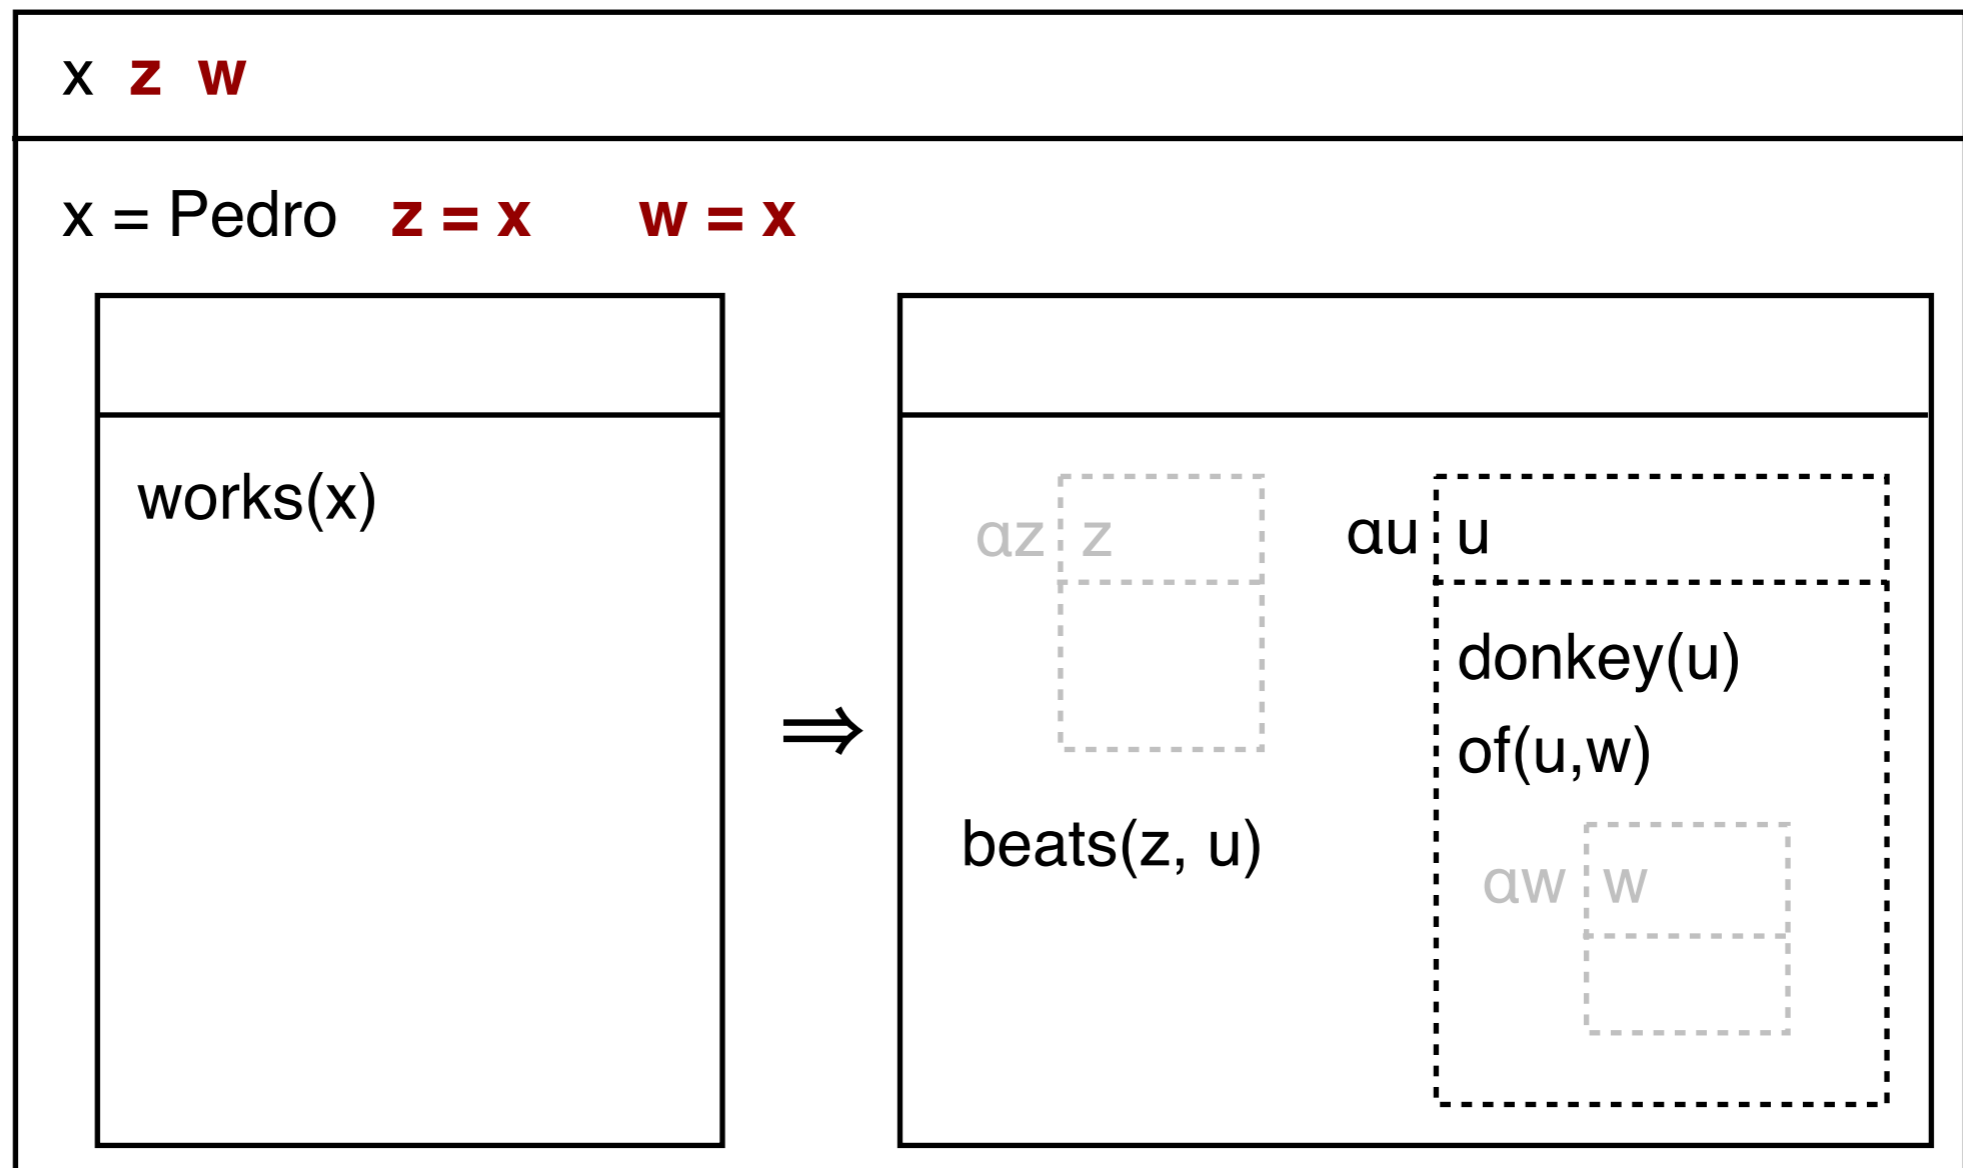 x z w
x = Pedro z = x w = x
works(x)
⇒
αz z
αu u
donkey(u)
of(u,w)
beats(z, u)
αw w